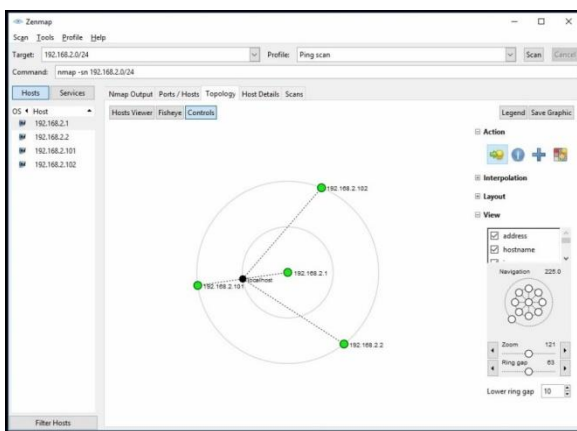 Zenmap
Scan Tools Profile Help
Target: 192.168.2.0/24 Profile: Ping scan Scan Cancel
Command: nmap -sn 192.168.2.0/24
Hosts Services Nmap Output Ports / Hosts Topology Host Details Scans
OS Host
192.168.2.1
192.168.2.2
192.168.2.101
192.168.2.102
Hosts Viewer Fisheye Controls Legend Save Graphic
192.168.2.102
192.168.2.1
localhost
192.168.2.101
192.168.2.2
Action
Interpolation
Layout
View
address
hostname
Navigation 225.0
Zoom 121
Ring gap 63
Lower ring gap 10
Filter Hosts